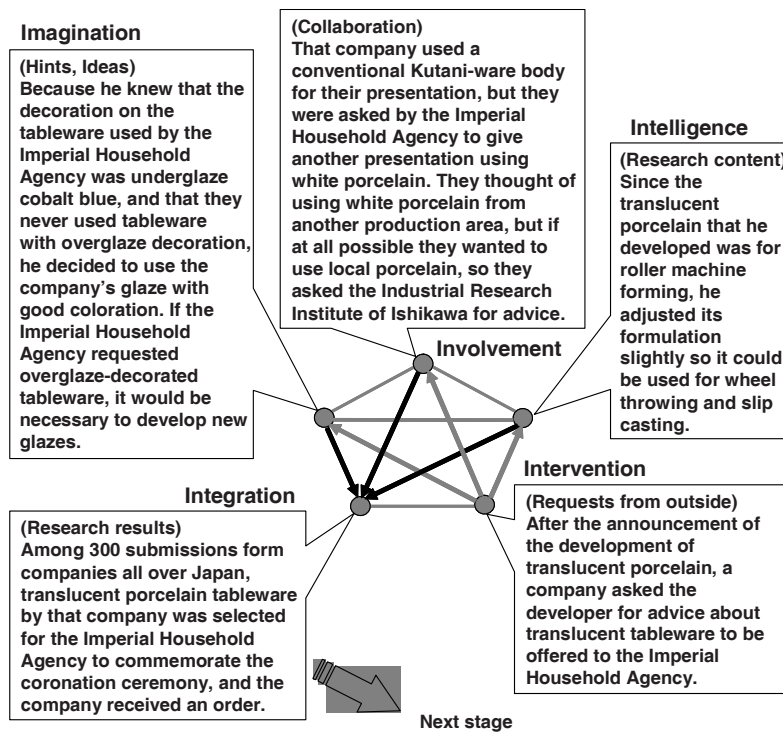 Imagination
(Hints, Ideas)
Because he knew that the
decoration on the
tableware used by the
Imperial Household
Agency was underglaze
cobalt blue, and that they
never used tableware
with overglaze decoration,
he decided to use the
company's glaze with
good coloration. If the
Imperial Household
Agency requested
overglaze-decorated
tableware, it would be
necessary to develop new
glazes.
(Collaboration)
That company used a
conventional Kutani-ware body
for their presentation, but they
were asked by the Imperial
Household Agency to give
another presentation using
white porcelain. They thought of
using white porcelain from
another production area, but if
at all possible they wanted to
use local porcelain, so they
asked the Industrial Research
Institute of Ishikawa for advice.
Involvement
Intelligence
(Research content)
Since the
translucent
porcelain that he
developed was for
roller machine
forming, he
adjusted its
formulation
slightly so it could
be used for wheel
throwing and slip
casting.
Integration
(Research results)
Among 300 submissions form
companies all over Japan,
translucent porcelain tableware
by that company was selected
for the Imperial Household
Agency to commemorate the
coronation ceremony, and the
company received an order.
Intervention
(Requests from outside)
After the announcement of
the development of
translucent porcelain, a
company asked the
developer for advice about
translucent tableware to be
offered to the Imperial
Household Agency.
Next stage